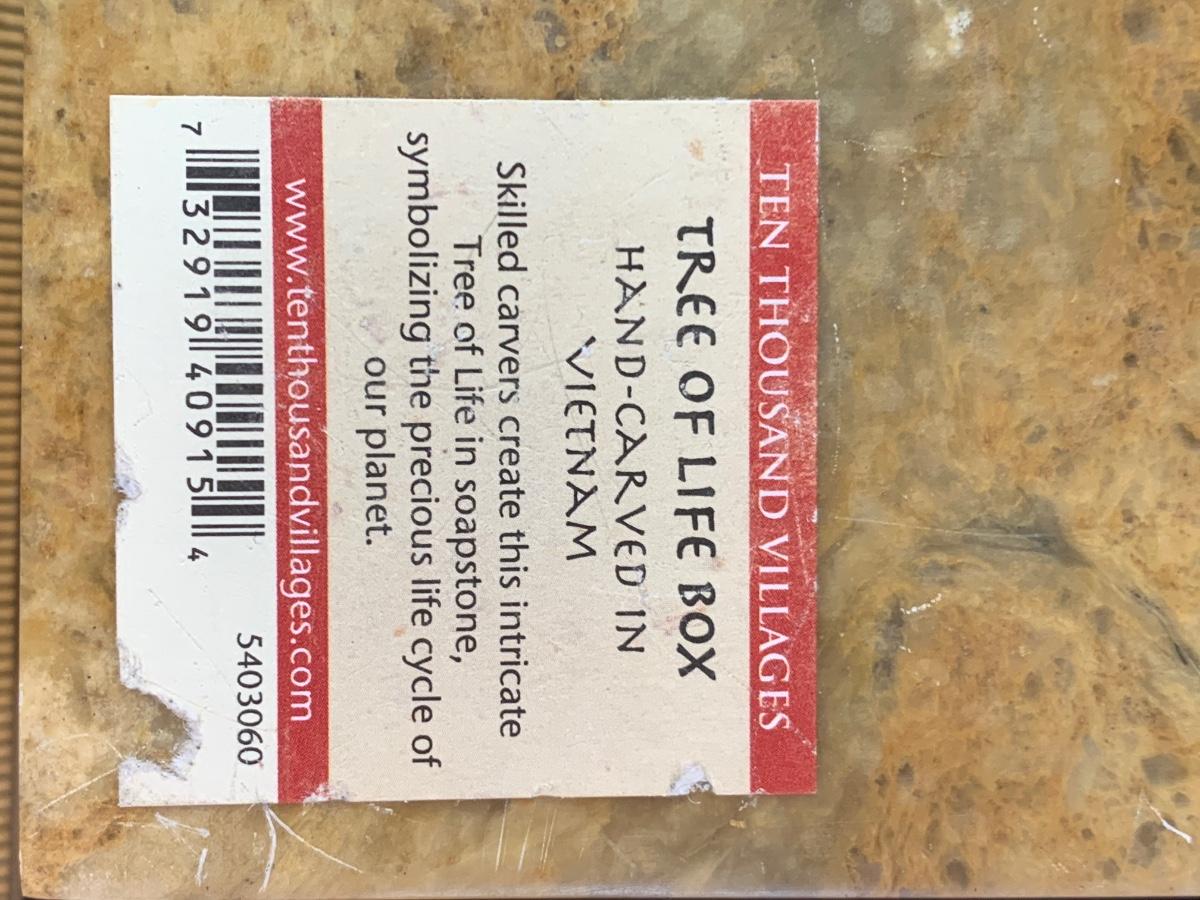 TEN THOUSAND VILLAGES
TREE OF LIFE BOX
HAND-CARVED IN
VIETNAM
Skilled carvers create this intricate
Tree of Life in soapstone,
symbolizing the precious life cycle of
our planet.
www.tenthousandvillages.com
5403060
7 32919 40915 4